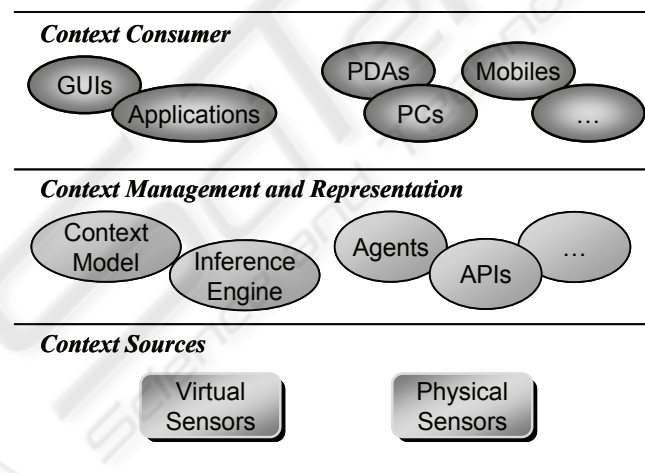 Context Consumer
GUIs
Applications
PDAs
PCs
Mobiles
…
Context Management and Representation
Context
Model
Inference
Engine
Agents
APIs
…
Context Sources
Virtual
Sensors
Physical
Sensors